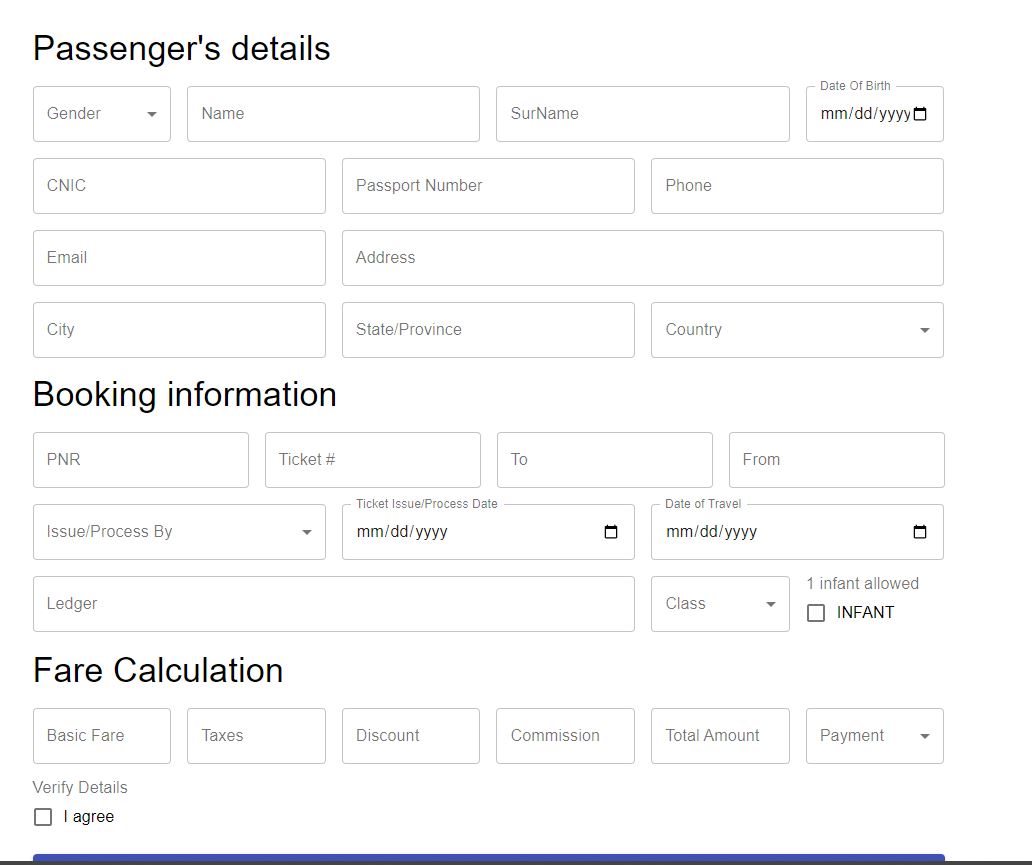 Passenger's details
Date Of Birth
Gender Name SurName mm/dd/yyyy
CNIC Passport Number Phone
Email Address
City State/Province Country
Booking information
PNR Ticket # To From
Ticket Issue/Process Date Date of Travel
Issue/Process By mm/dd/yyyy mm/dd/yyyy
1 infant allowed
Ledger Class INFANT
Fare Calculation
Basic Fare Taxes Discount Commission Total Amount Payment
Verify Details
I agree